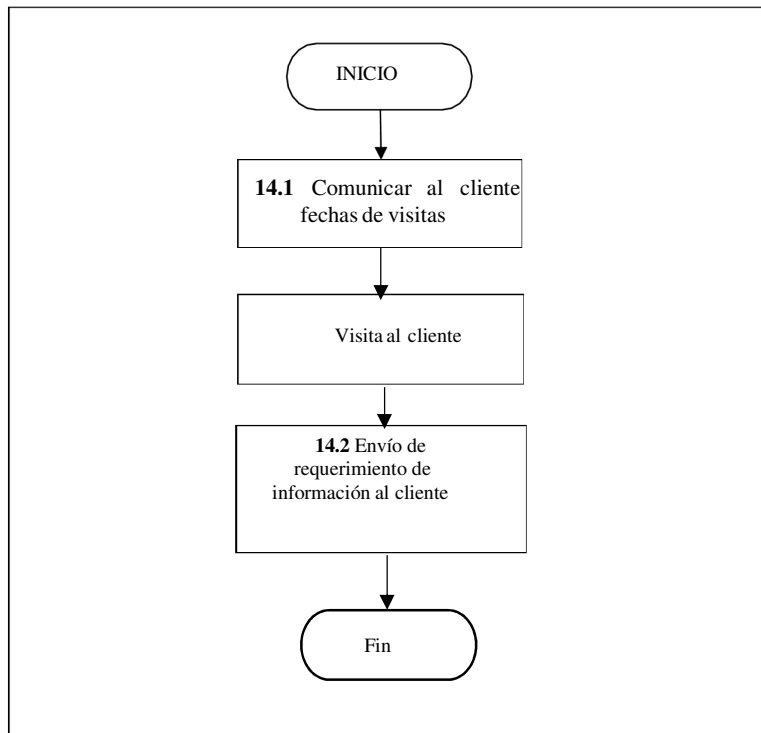 INICIO
14.1 Comunicar al cliente
fechas de visitas
Visita al cliente
14.2 Envío de
requerimiento de
información al cliente
Fin